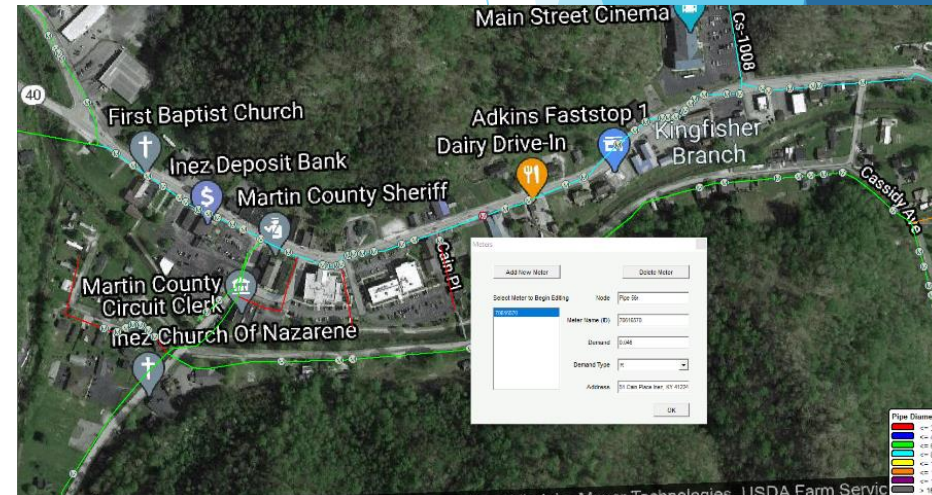 Main Street Cinema
Cs-1008
40
First Baptist Church
Adkins Faststop 1
Dairy Drive-In
Kingfisher
Branch
Inez Deposit Bank
Martin County Sheriff
Cassidy Ave
Cain Pl
Martin County
Circuit Clerk
Inez Church Of Nazarene
Meters
Add New Meter
Delete Meter
Select Meter to Begin Editing
Node
Meter Name (ID)
Demand
Demand Type
Address
OK
Pipe Diame
Technologies, USDA Farm Servic